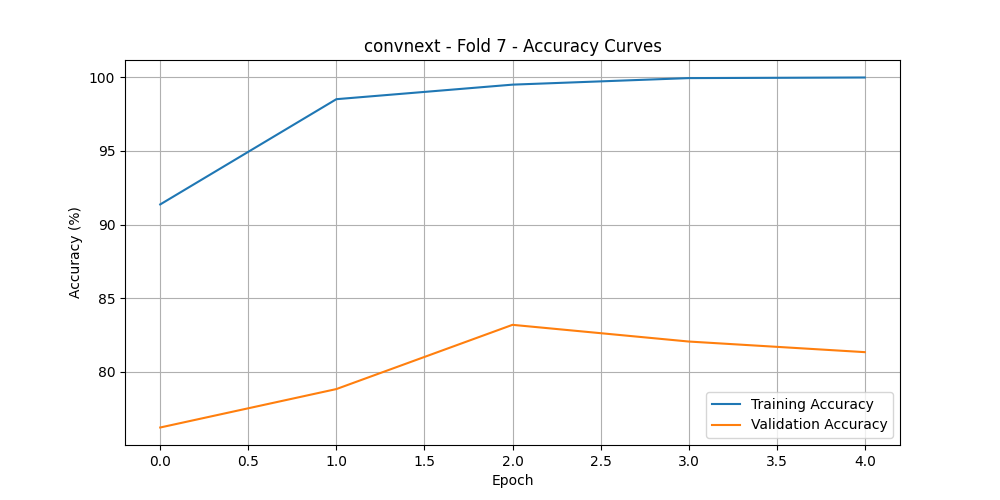 convnext - Fold 7 - Accuracy Curves
100
95
90
85
80
Accuracy (%)
0.0 0.5 1.0 1.5 2.0 2.5 3.0 3.5 4.0
Epoch
Training Accuracy
Validation Accuracy